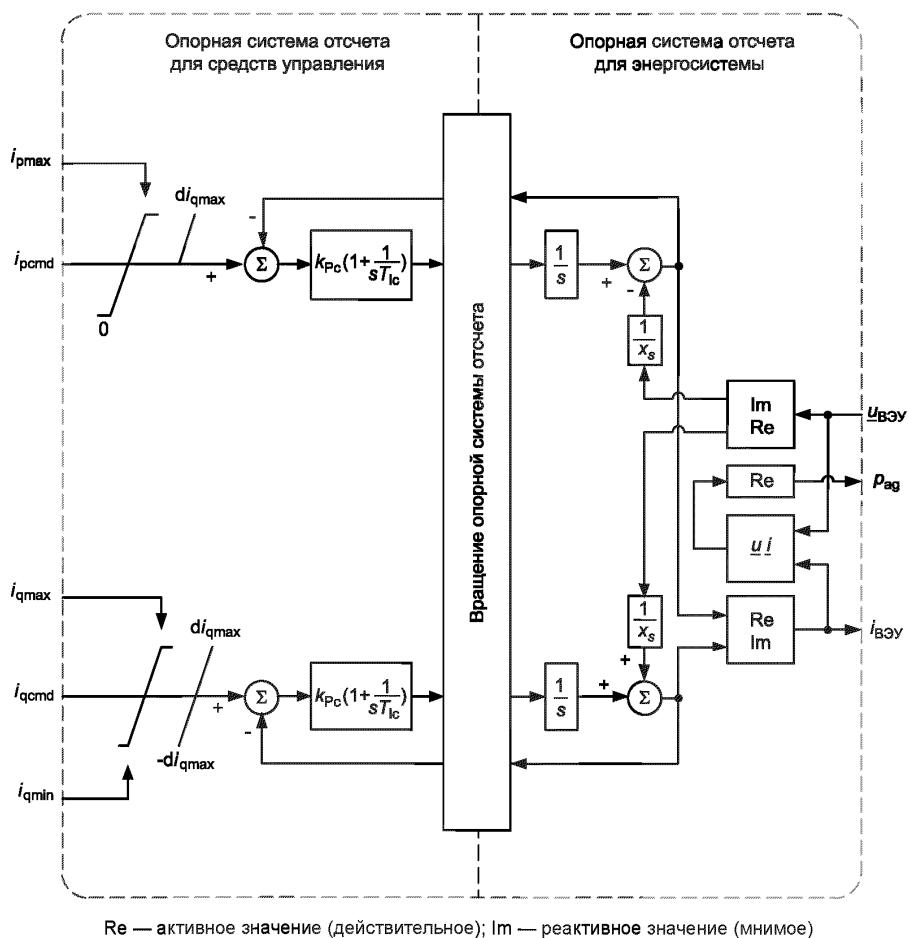 Опорная система отсчета
для средств управления
Опорная система отсчета
для энергосистемы
i_pmax
di_qmax
-
i_pcmd
0
+
Σ
k_Pc(1+1/sT_Ic)
Вращение опорной системы отсчета
1/s
+
Σ
-
1/x_s
Im
Re
u_ВЭУ
Re
p_ag
u i
i_qmax
di_qmax
1/x_s
Re
Im
i_ВЭУ
i_qcmd
+
Σ
-
k_Pc(1+1/sT_Ic)
1/s
+
+
Σ
-di_qmax
i_qmin
Re — активное значение (действительное); Im — реактивное значение (мнимое)